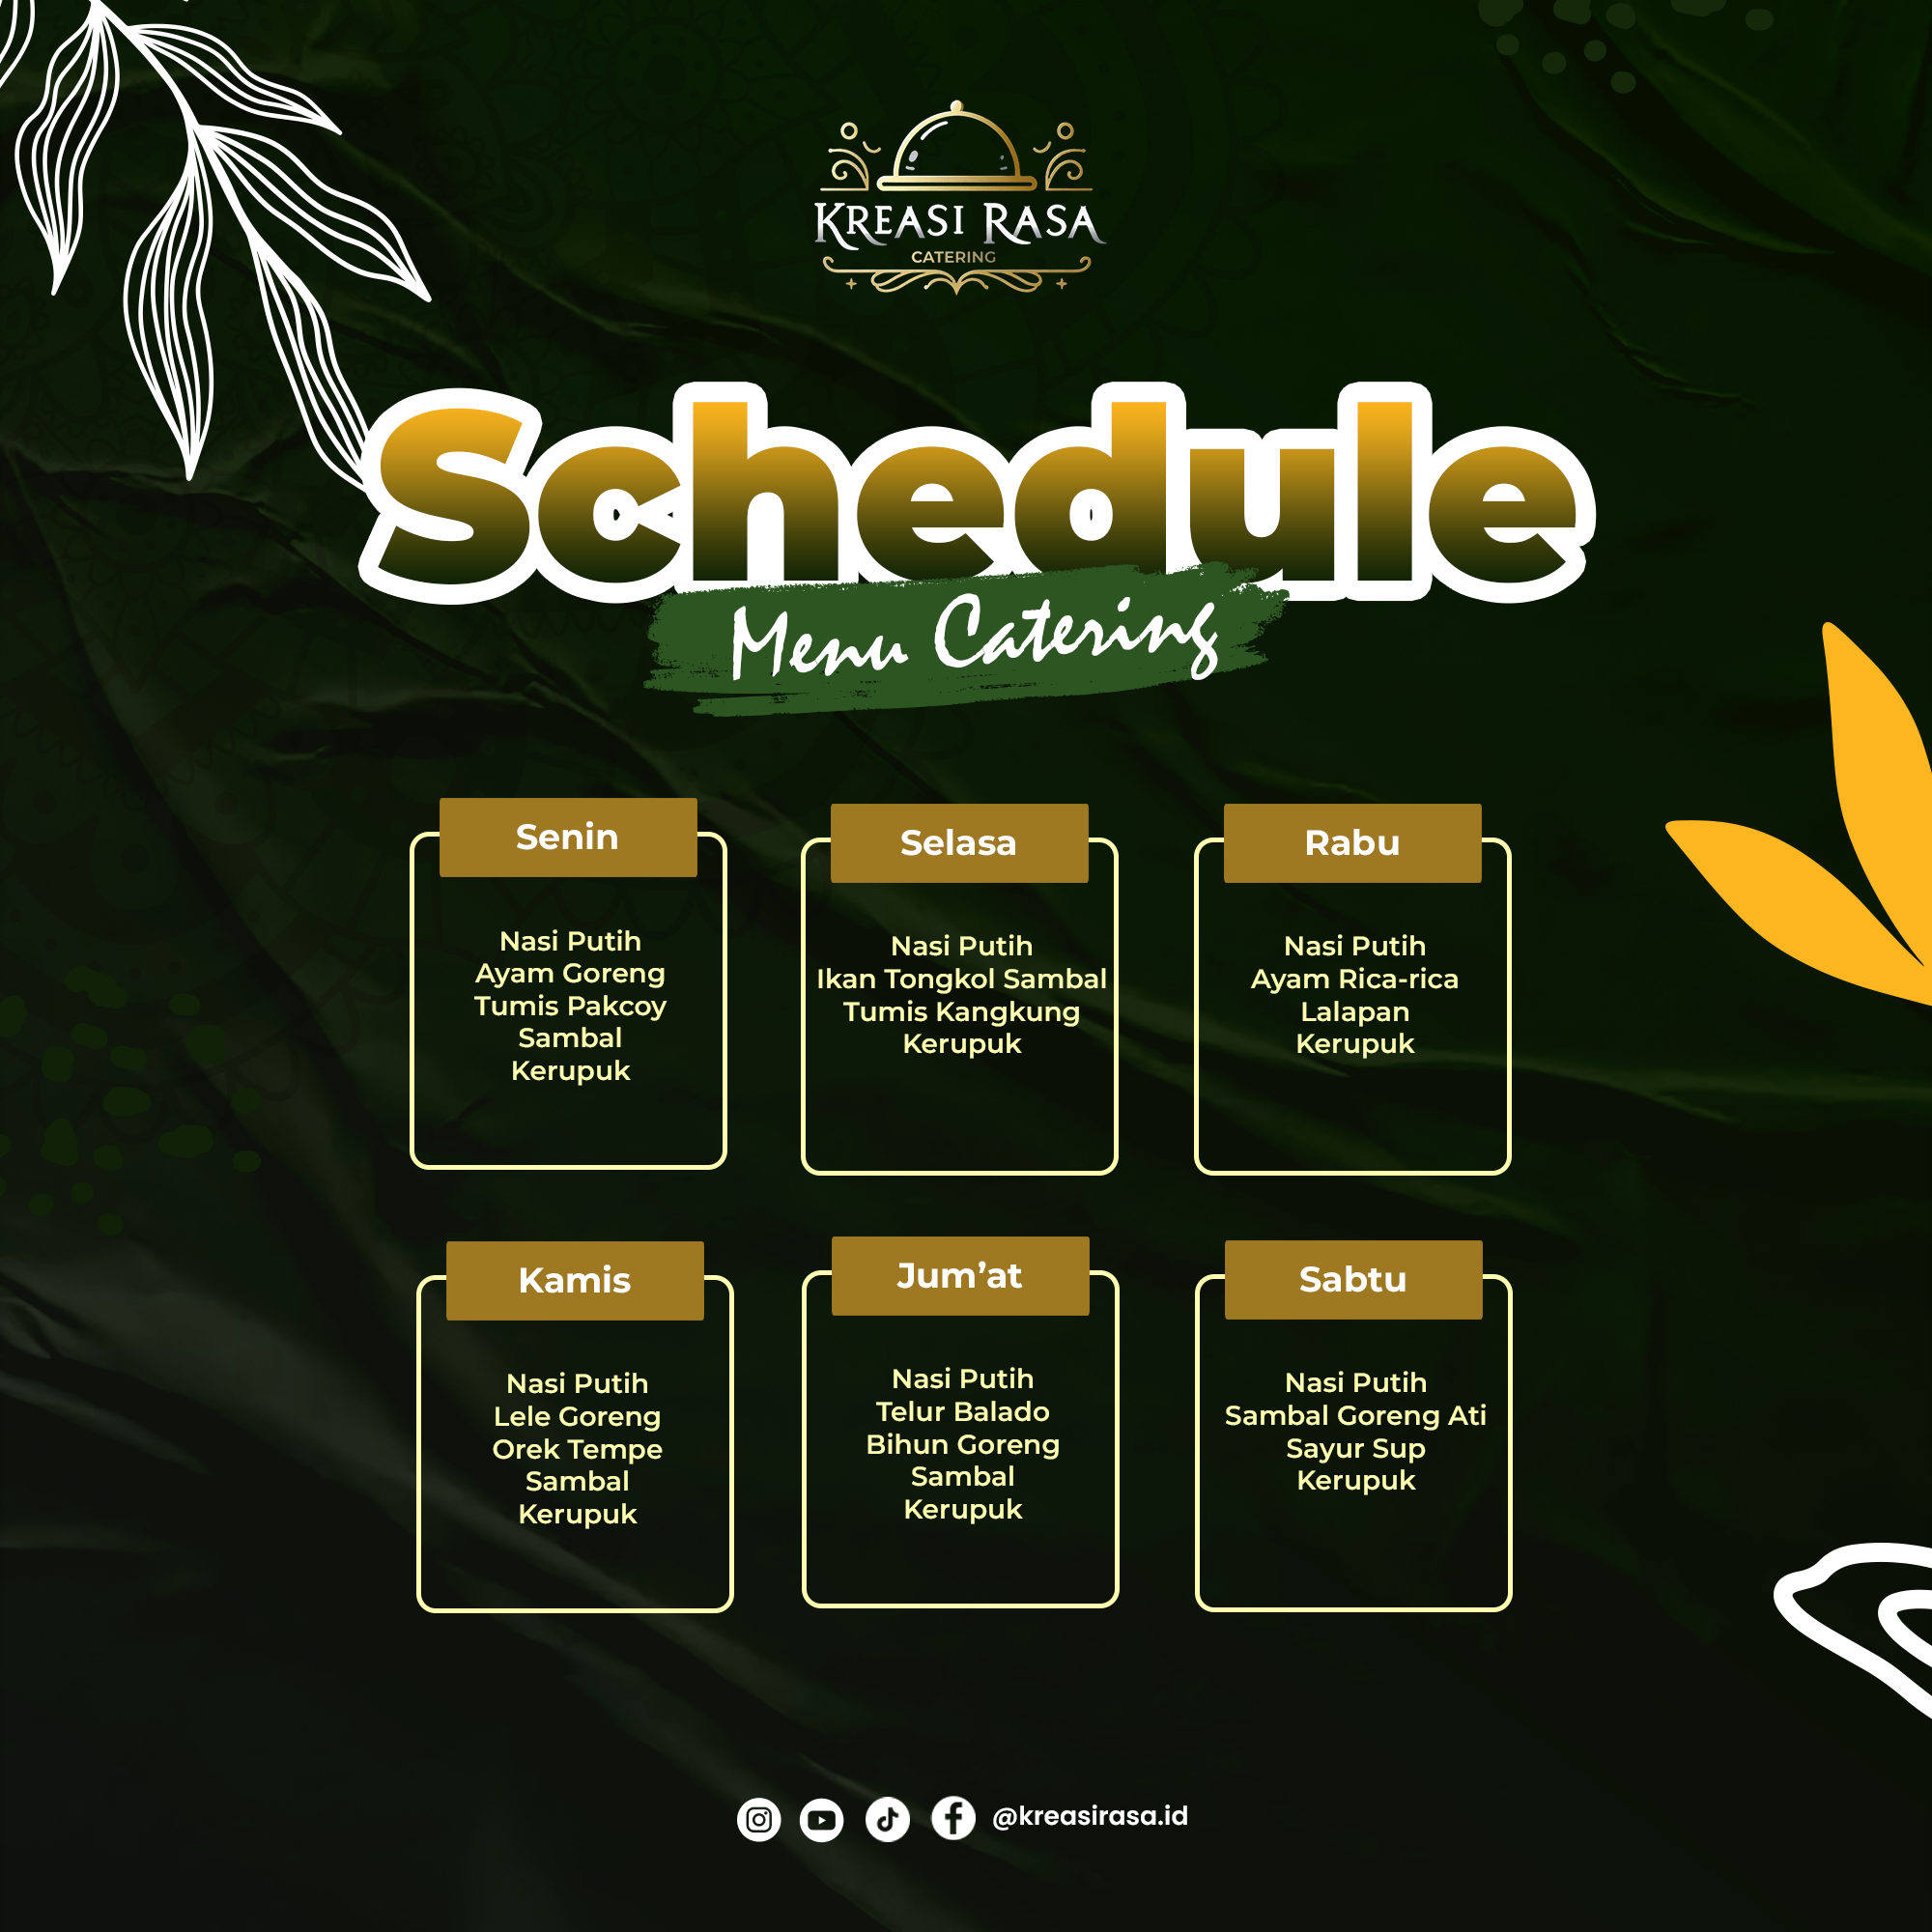 KREASI RASA
CATERING
Schedule
Menu Catering
Senin
Nasi Putih
Ayam Goreng
Tumis Pakcoy
Sambal
Kerupuk
Selasa
Nasi Putih
Ikan Tongkol Sambal
Tumis Kangkung
Kerupuk
Rabu
Nasi Putih
Ayam Rica-rica
Lalapan
Kerupuk
Kamis
Nasi Putih
Lele Goreng
Orek Tempe
Sambal
Kerupuk
Jum’at
Nasi Putih
Telur Balado
Bihun Goreng
Sambal
Kerupuk
Sabtu
Nasi Putih
Sambal Goreng Ati
Sayur Sup
Kerupuk
@kreasirasa.id